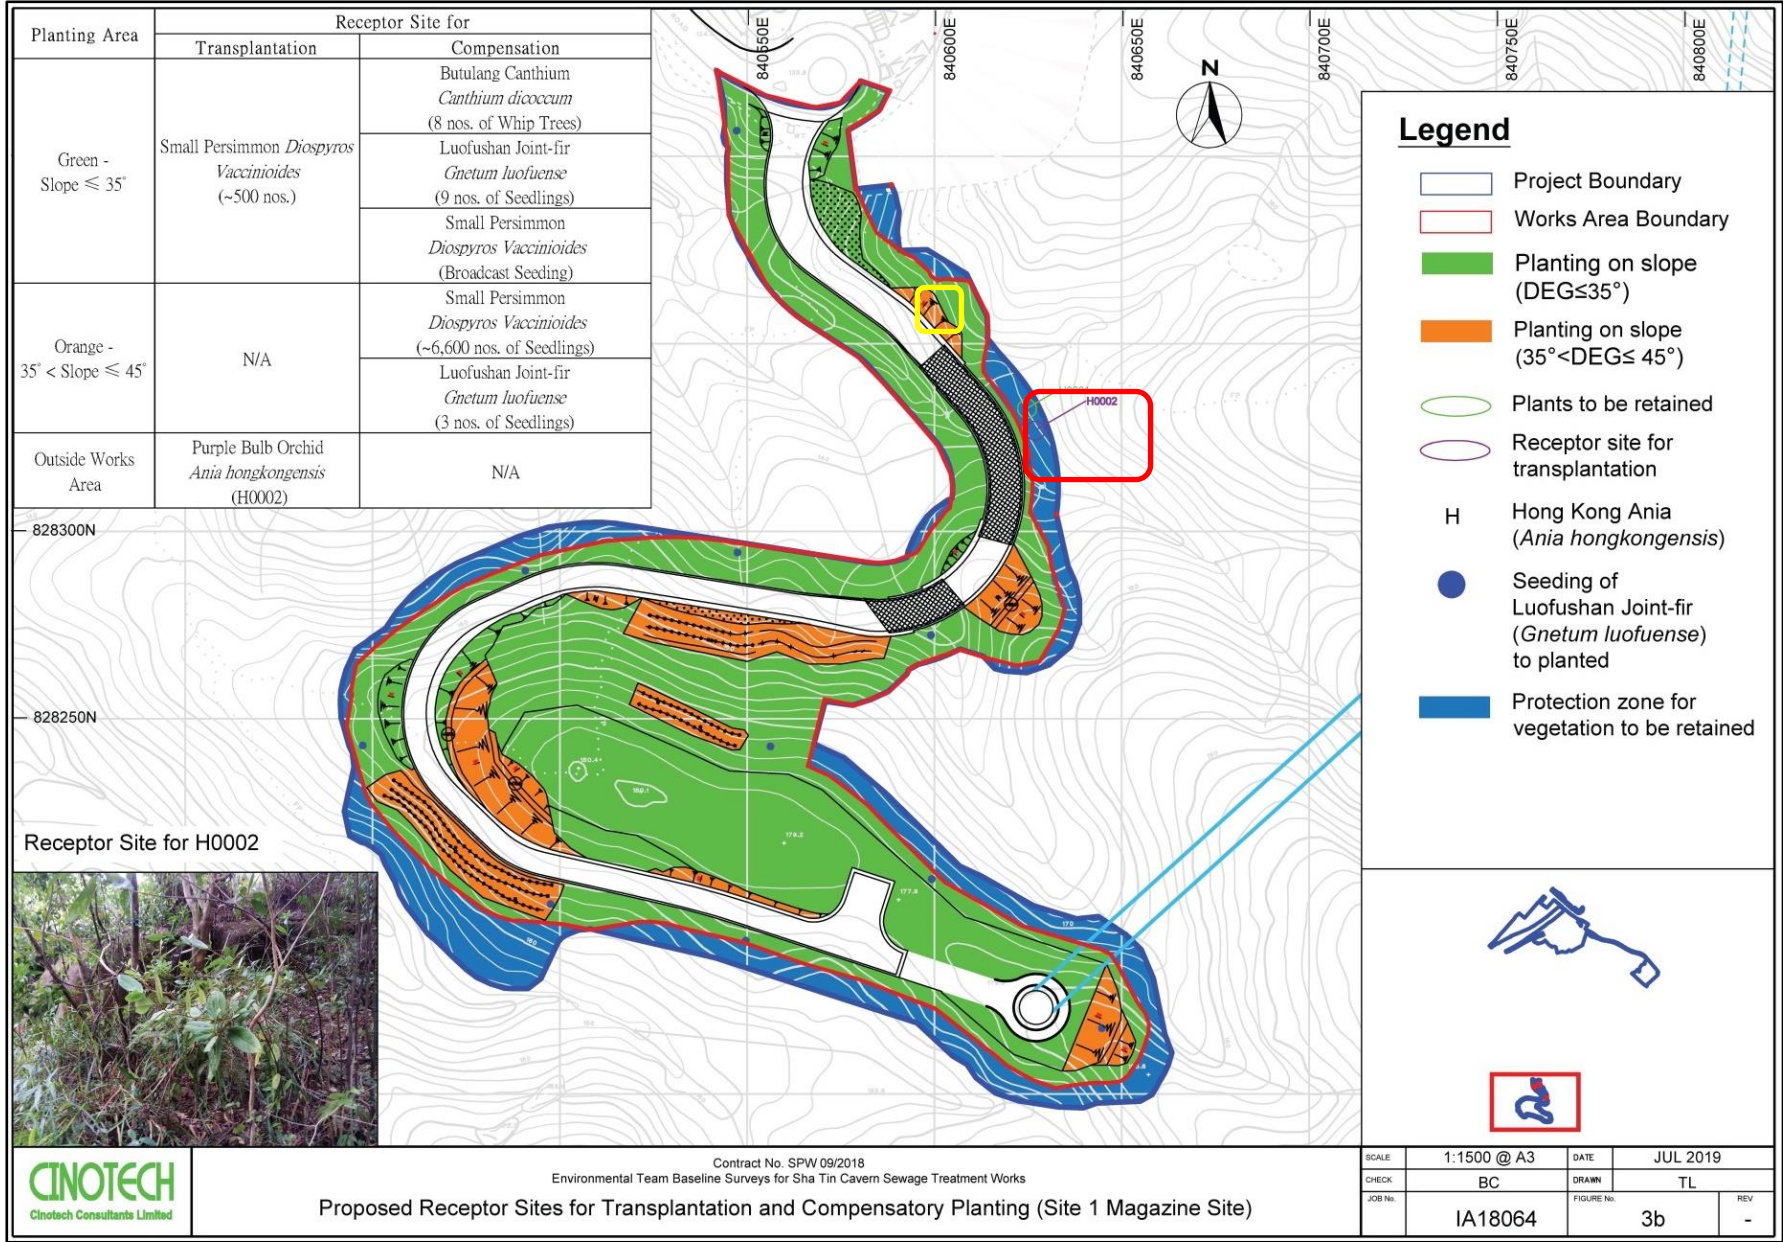 Planting Area
Receptor Site for
Transplantation
Compensation
Green -
Slope ≤ 35°
Small Persimmon Diospyros
Vaccinioides
(~500 nos.)
Butulang Canthium
Canthium dicoccum
(8 nos. of Whip Trees)
Luofushan Joint-fir
Gnetum luofuense
(9 nos. of Seedlings)
Small Persimmon
Diospyros Vaccinioides
(Broadcast Seeding)
Orange -
35° < Slope ≤ 45°
N/A
Small Persimmon
Diospyros Vaccinioides
(~6,600 nos. of Seedlings)
Luofushan Joint-fir
Gnetum luofuense
(3 nos. of Seedlings)
Outside Works
Area
Purple Bulb Orchid
Ania hongkongensis
(H0002)
N/A
840550E
840600E
840650E
840700E
840750E
840800E
N
828300N
828250N
H0002
180.4
180.1
179.2
177.8
170
Legend
Project Boundary
Works Area Boundary
Planting on slope
(DEG≤35°)
Planting on slope
(35°<DEG≤ 45°)
Plants to be retained
Receptor site for
transplantation
H
Hong Kong Ania
(Ania hongkongensis)
Seeding of
Luofushan Joint-fir
(Gnetum luofuense)
to planted
Protection zone for
vegetation to be retained
Receptor Site for H0002
CINOTECH
Cinotech Consultants Limited
Contract No. SPW 09/2018
Environmental Team Baseline Surveys for Sha Tin Cavern Sewage Treatment Works
Proposed Receptor Sites for Transplantation and Compensatory Planting (Site 1 Magazine Site)
SCALE
1:1500 @ A3
DATE
JUL 2019
CHECK
BC
DRAWN
TL
JOB No.
IA18064
FIGURE No.
3b
REV
-